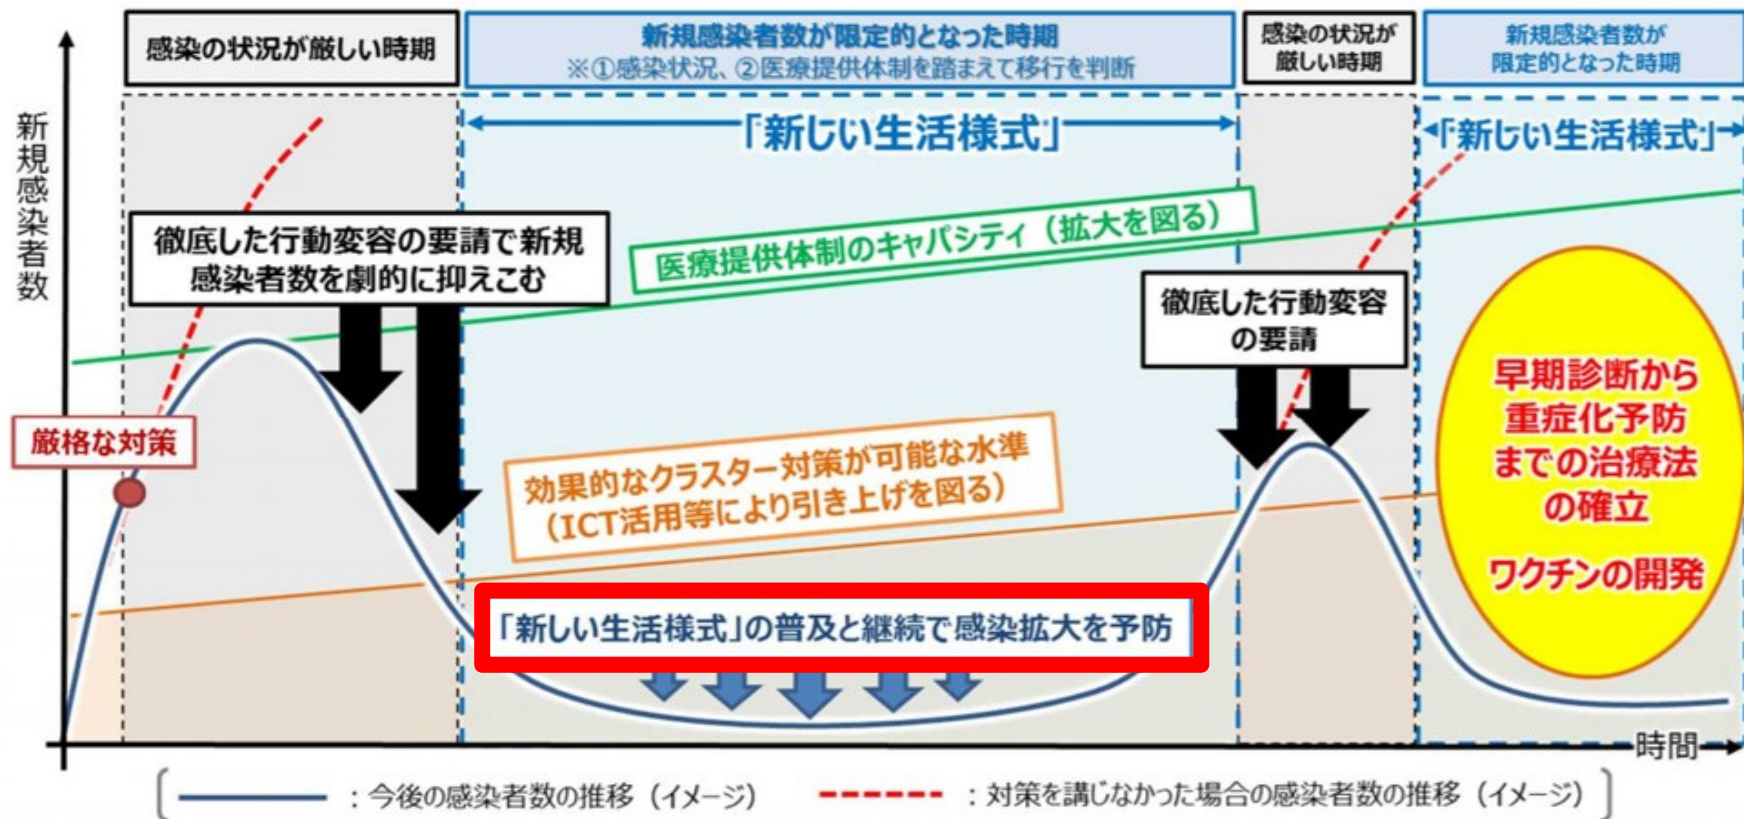 感染の状況が厳しい時期
新規感染者数が限定的となった時期
※①感染状況、②医療提供体制を踏まえて移行を判断
感染の状況が
厳しい時期
新規感染者数が
限定的となった時期
新規感染者数
「新しい生活様式」
「新しい生活様式」
徹底した行動変容の要請で新規
感染者数を劇的に抑えこむ
医療提供体制のキャパシティ（拡大を図る）
徹底した行動変容
の要請
厳格な対策
効果的なクラスター対策が可能な水準
（ICT活用等により引き上げを図る）
早期診断から
重症化予防
までの治療法
の確立
ワクチンの開発
「新しい生活様式」の普及と継続で感染拡大を予防
時間
：今後の感染者数の推移（イメージ）
：対策を講じなかった場合の感染者数の推移（イメージ）